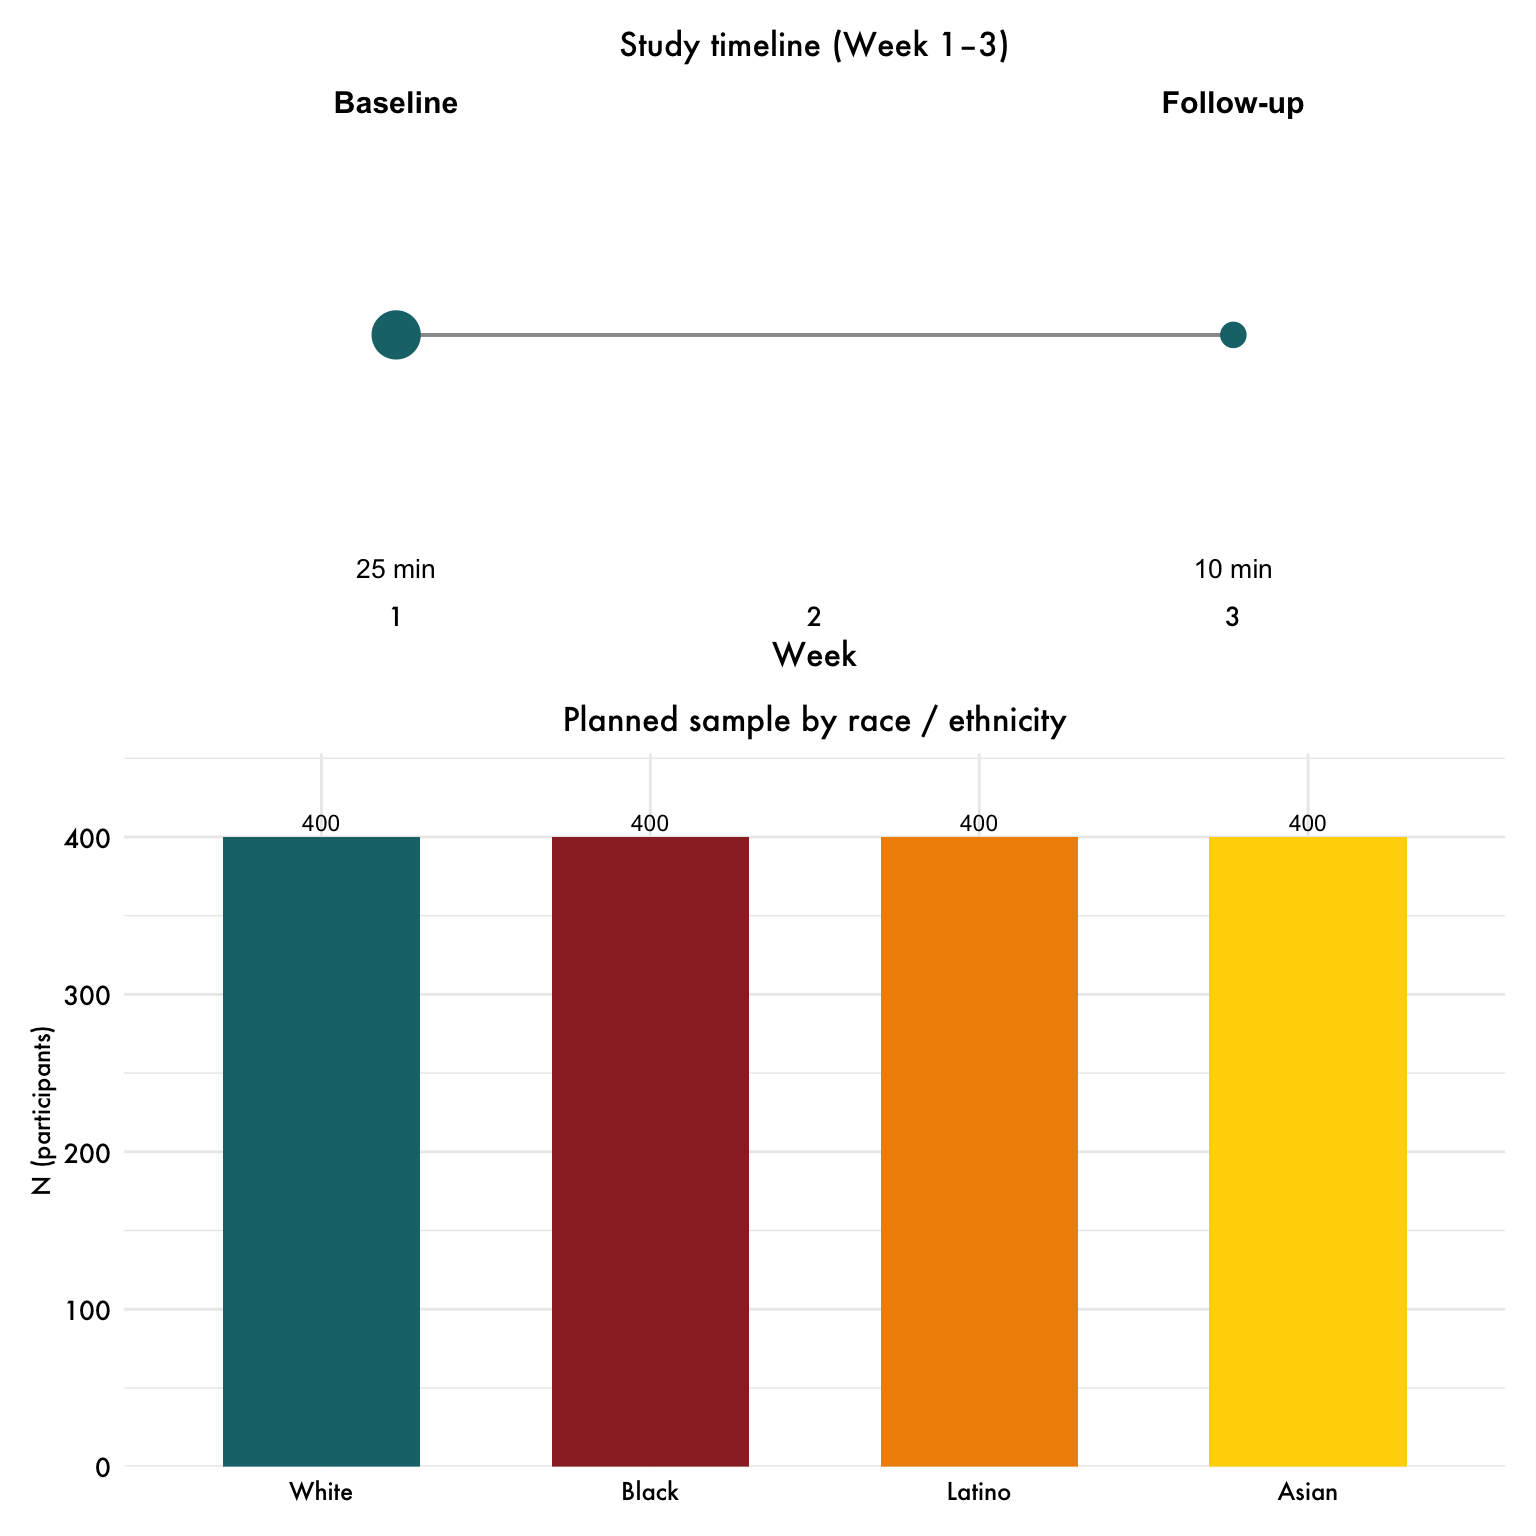 Study timeline (Week 1–3)
Baseline
Follow-up
25 min
10 min
1
2
3
Week
Planned sample by race / ethnicity
400
400
400
400
400
300
200
100
0
N (participants)
White
Black
Latino
Asian